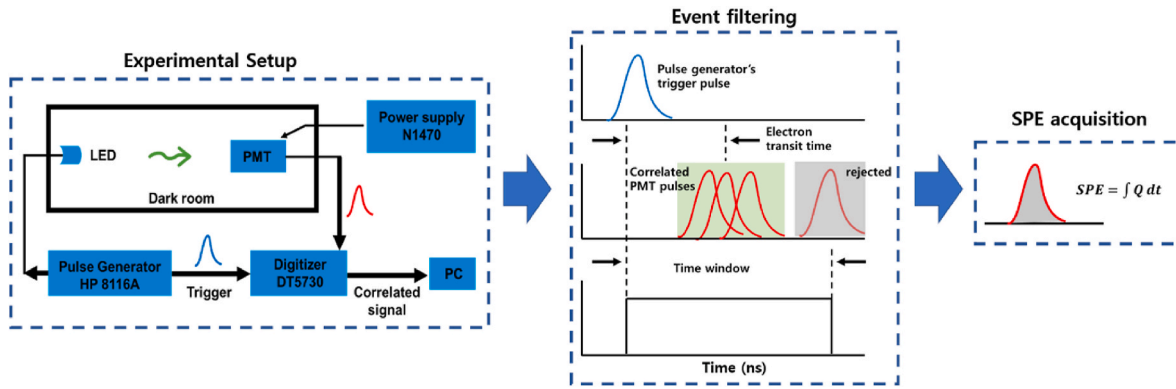 Experimental Setup
LED
PMT
Power supply
N1470
Dark room
Pulse Generator
HP 8116A
Trigger
Digitizer
DT5730
Correlated
signal
PC
Event filtering
Pulse generator's
trigger pulse
Electron
transit time
Correlated
PMT pulses
rejected
Time window
Time (ns)
SPE acquisition
SPE = ∫ Q dt